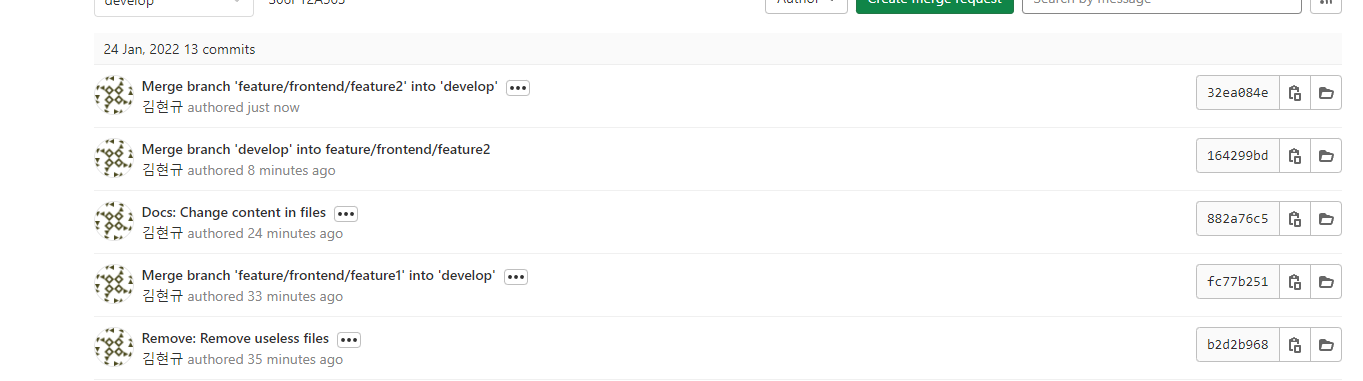 develop
Author
Create merge request
Search by message
24 Jan, 2022 13 commits
Merge branch 'feature/frontend/feature2' into 'develop'
김현규 authored just now
32ea084e
Merge branch 'develop' into feature/frontend/feature2
김현규 authored 8 minutes ago
164299bd
Docs: Change content in files
김현규 authored 24 minutes ago
882a76c5
Merge branch 'feature/frontend/feature1' into 'develop'
김현규 authored 33 minutes ago
fc77b251
Remove: Remove useless files
김현규 authored 35 minutes ago
b2d2b968